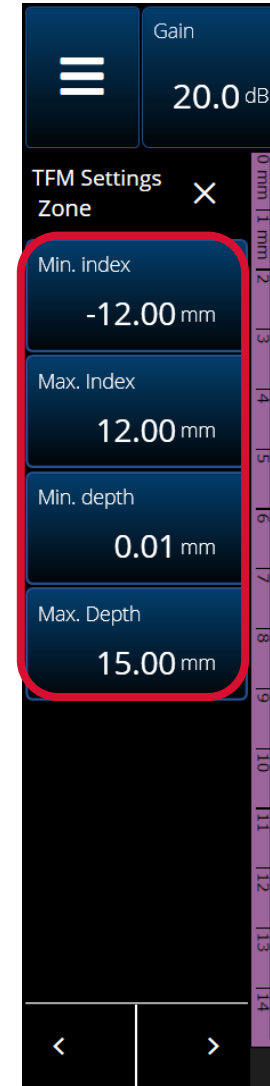 Gain
20.0 dB
TFM Settings
Zone
Min. index
-12.00 mm
Max. Index
12.00 mm
Min. depth
0.01 mm
Max. Depth
15.00 mm
0 mm
1 mm
2
3
4
5
6
7
8
9
10
11
12
13
14